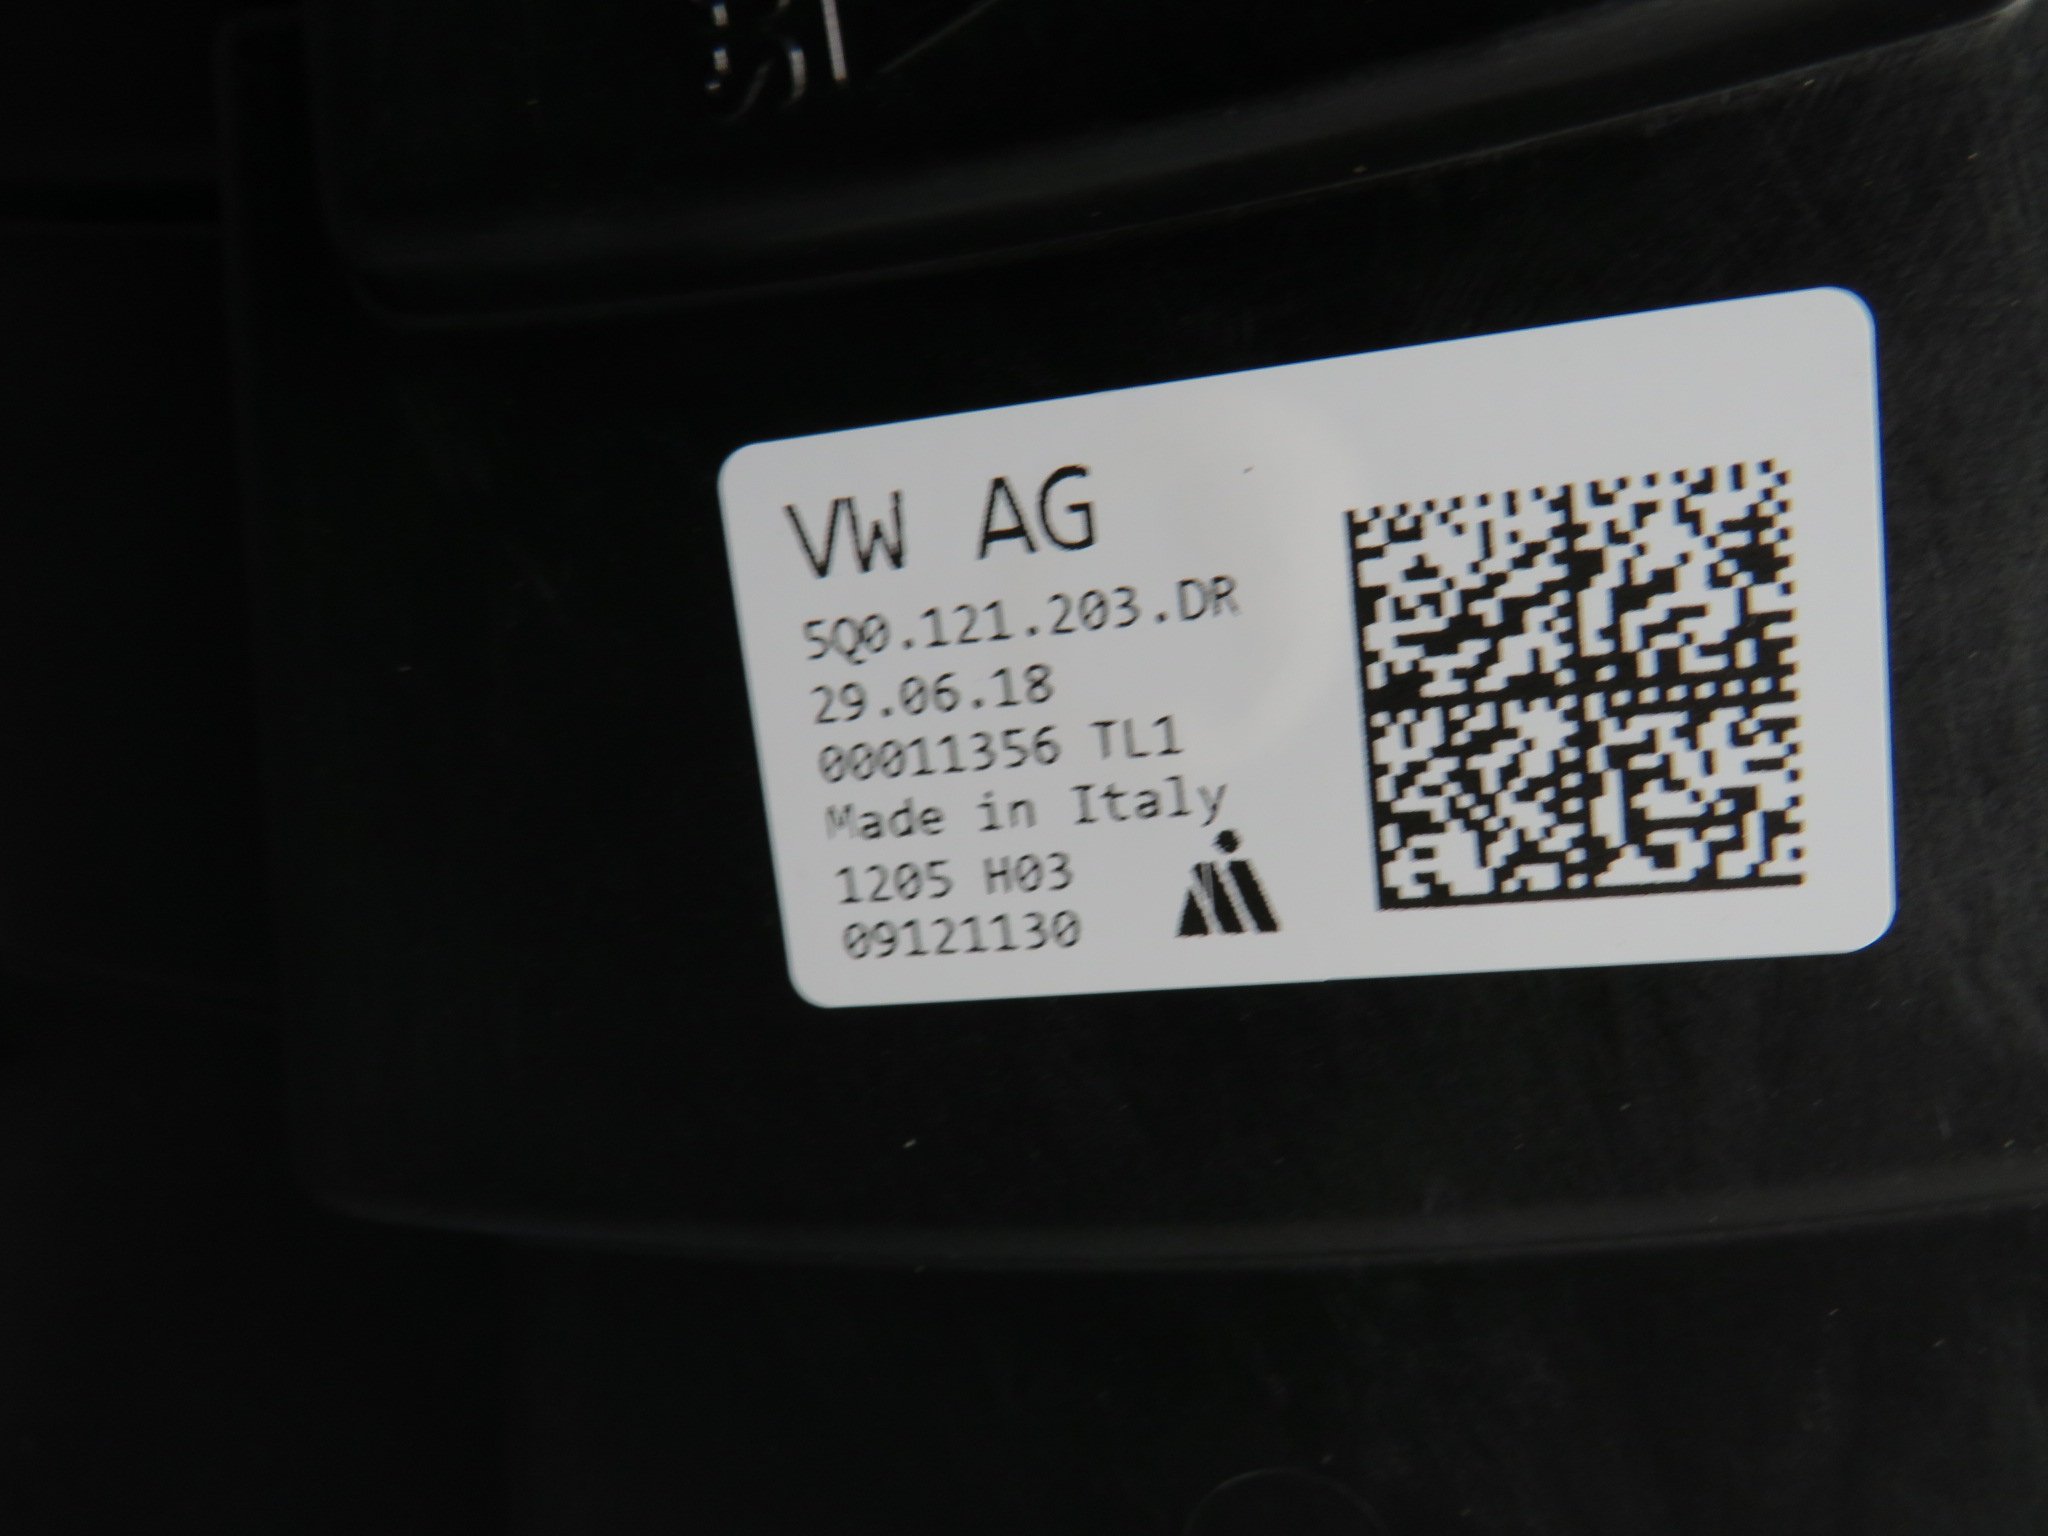 VW AG
5Q0.121.203.DR
29.06.18
00011356 TL1
Made in Italy
1205 H03
09121130